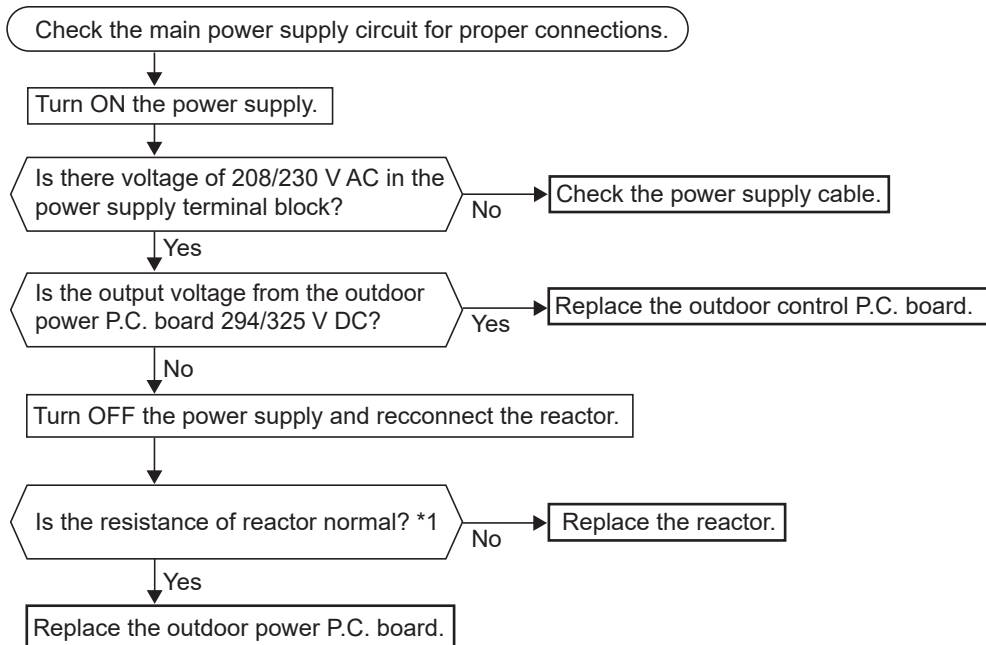 Check the main power supply circuit for proper connections.
Turn ON the power supply.
Is there voltage of 208/230 V AC in the
power supply terminal block?
No
Check the power supply cable.
Yes
Is the output voltage from the outdoor
power P.C. board 294/325 V DC?
Yes
Replace the outdoor control P.C. board.
No
Turn OFF the power supply and recconnect the reactor.
Is the resistance of reactor normal? *1
No
Replace the reactor.
Yes
Replace the outdoor power P.C. board.